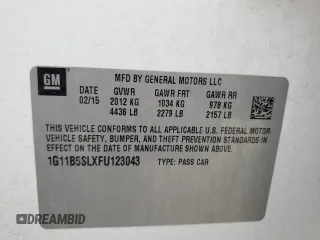 GM
MFD BY GENERAL MOTORS LLC
DATE GVWR GAWR FRT GAWR RR
02/15 2012 KG 1034 KG 978 KG
4436 LB 2279 LB 2157 LB
THIS VEHICLE CONFORMS TO ALL APPLICABLE U.S. FEDERAL MOTOR
VEHICLE SAFETY, BUMPER, AND THEFT PREVENTION STANDARDS IN
EFFECT ON THE DATE OF MANUFACTURE SHOWN ABOVE.
1G11B5SLXFU123043 TYPE: PASS CAR
AUTOBIDMASTER